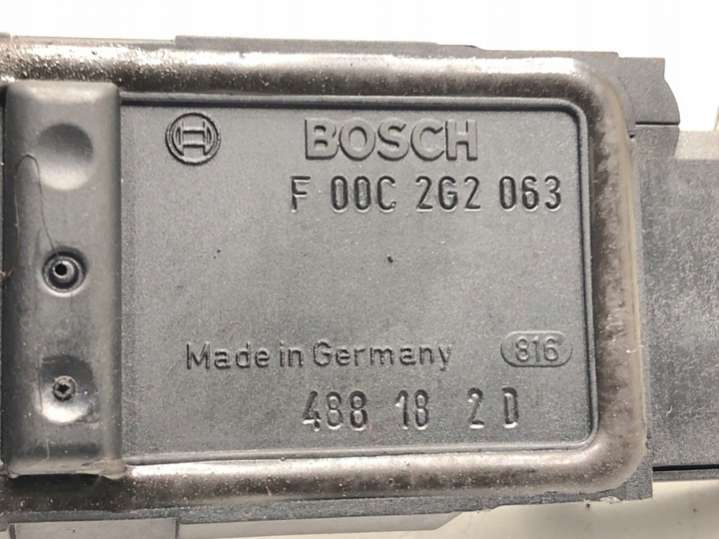 BOSCH
F 00C 2G2 063
Made in Germany 816
488 18 2 D